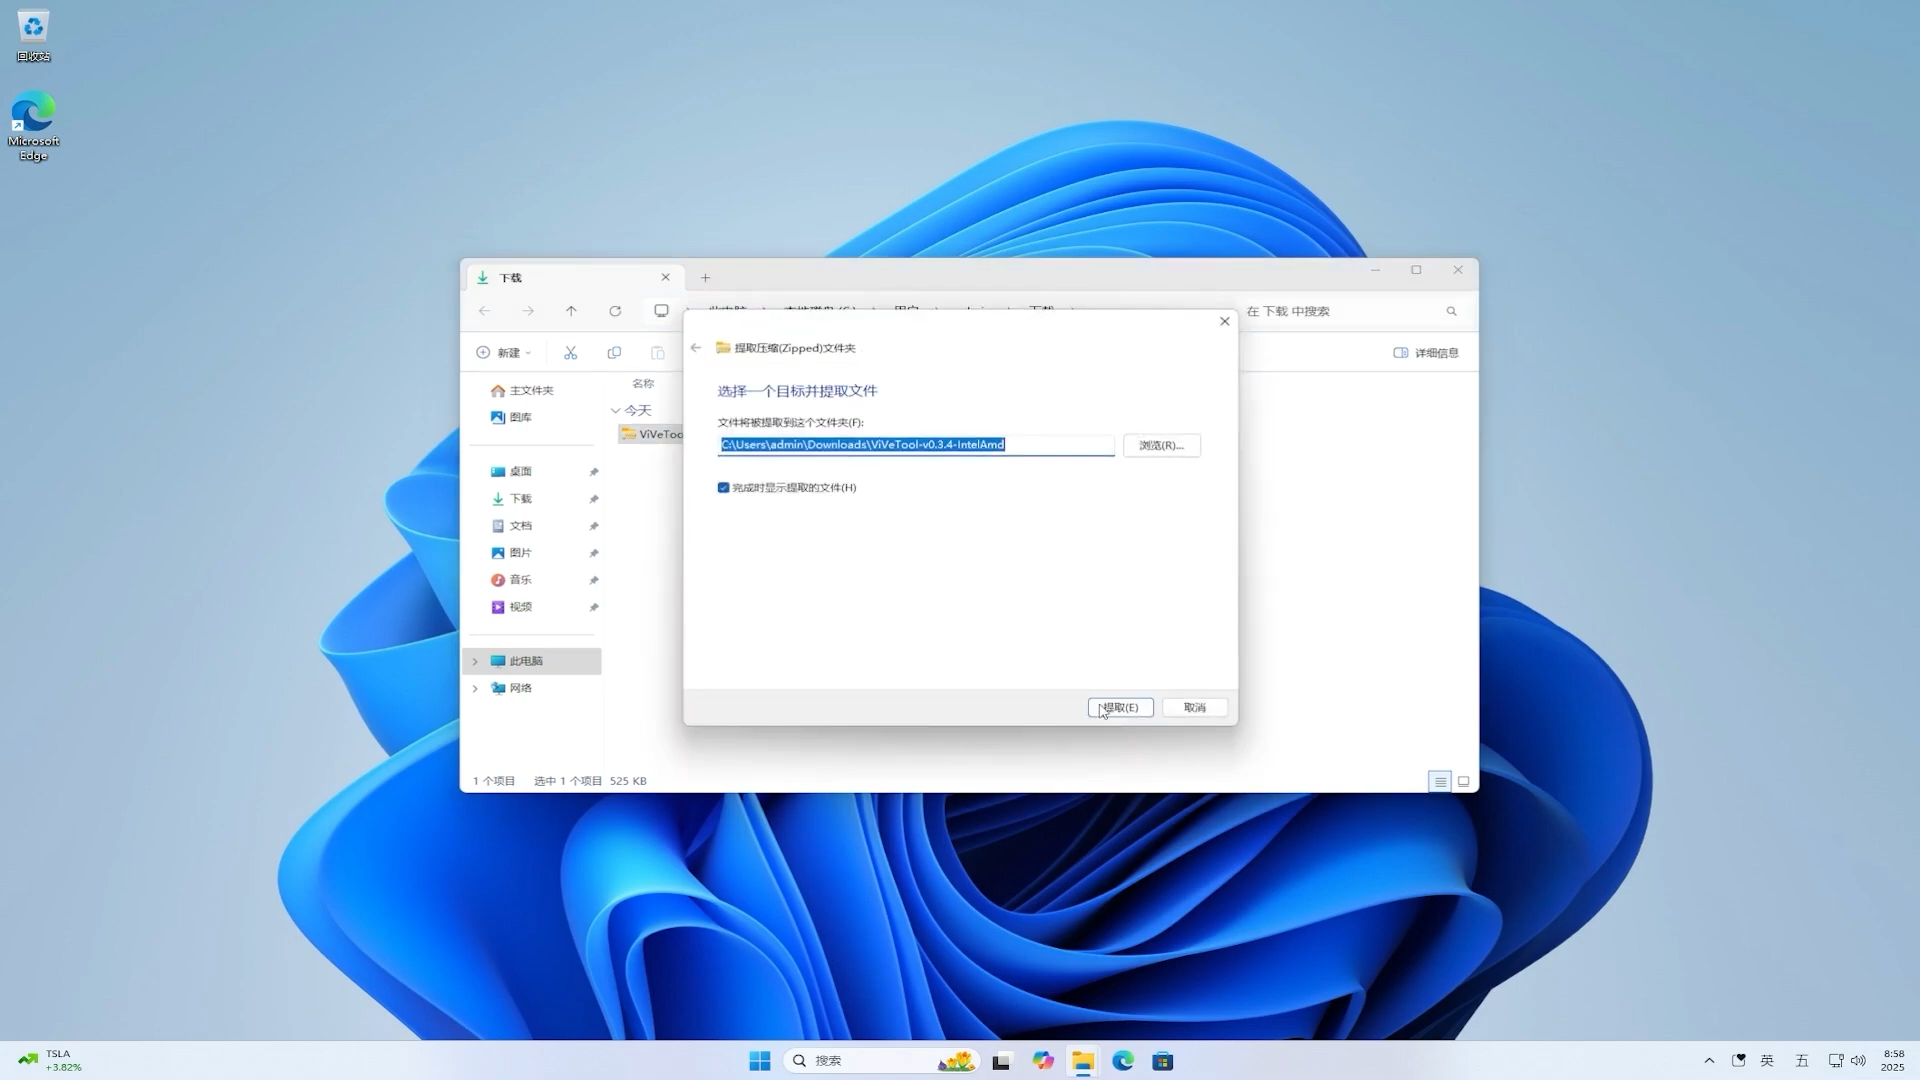 回收站
Microsoft
Edge
下载
在 下载 中搜索
新建
详细信息
主文件夹
图库
桌面
下载
文档
图片
音乐
视频
此电脑
网络
名称
今天
ViVeToo
提取压缩(Zipped)文件夹
选择一个目标并提取文件
文件将被提取到这个文件夹(F):
C:\Users\admin\Downloads\ViVeTool-v0.3.4-IntelAmd
浏览(R)...
完成时显示提取的文件(H)
提取(E)
取消
1 个项目 选中 1 个项目 525 KB
TSLA
+3.82%
搜索
英
五
8:58
2025